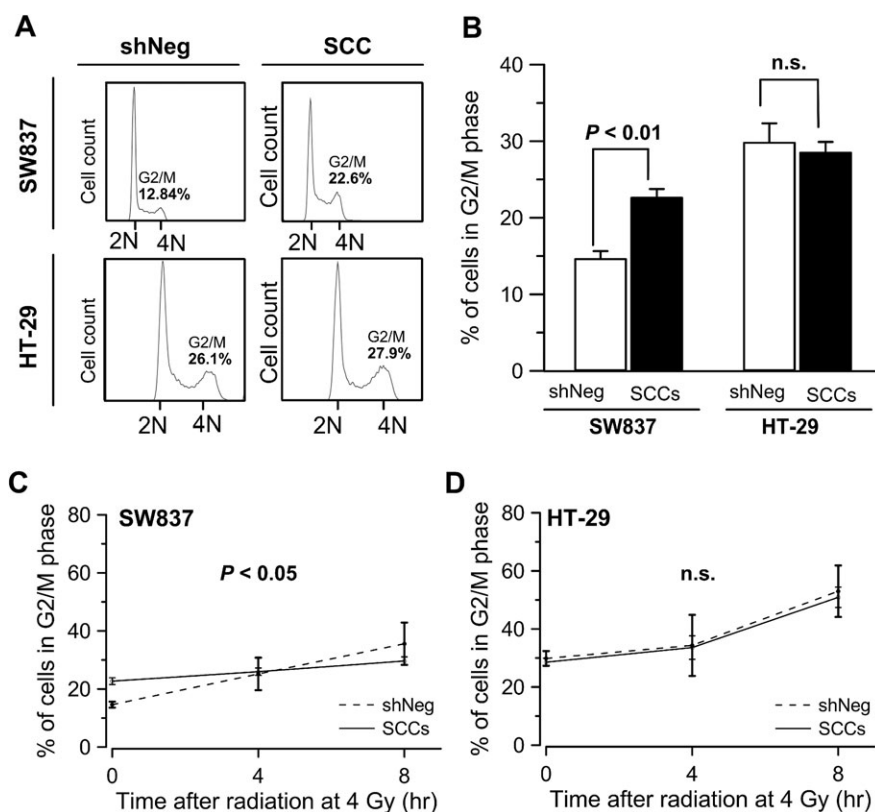 A
shNeg
SCC
SW837
Cell count
G2/M
12.84%
2N
4N
Cell count
G2/M
22.6%
2N
4N
HT-29
Cell count
G2/M
26.1%
2N
4N
Cell count
G2/M
27.9%
2N
4N
B
% of cells in G2/M phase
40
30
20
10
0
P < 0.01
n.s.
shNeg
SCCs
shNeg
SCCs
SW837
HT-29
C
SW837
% of cells in G2/M phase
80
60
40
20
0
P < 0.05
shNeg
SCCs
0
4
8
Time after radiation at 4 Gy (hr)
D
HT-29
% of cells in G2/M phase
80
60
40
20
0
n.s.
shNeg
SCCs
0
4
8
Time after radiation at 4 Gy (hr)